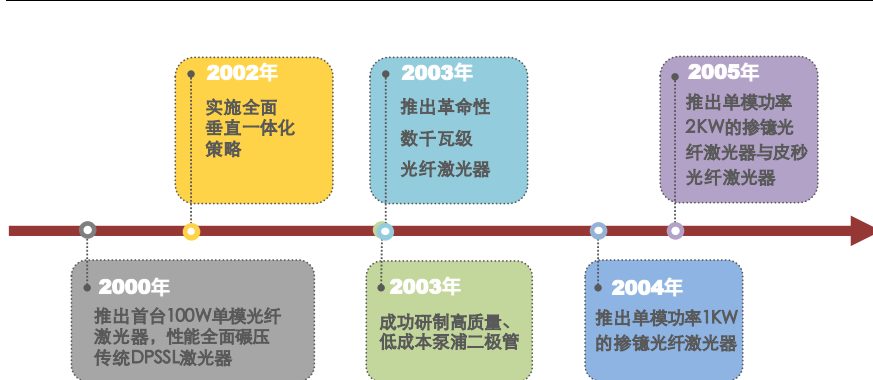 2002年
实施全面
垂直一体化
策略
2003年
推出革命性
数千瓦级
光纤激光器
2005年
推出单模功率
2KW的掺镱光
纤激光器与皮秒
光纤激光器
2000年
推出首台100W单模光纤
激光器，性能全面碾压
传统DPSSL激光器
2003年
成功研制高质量、
低成本泵浦二极管
2004年
推出单模功率1KW
的掺镱光纤激光器